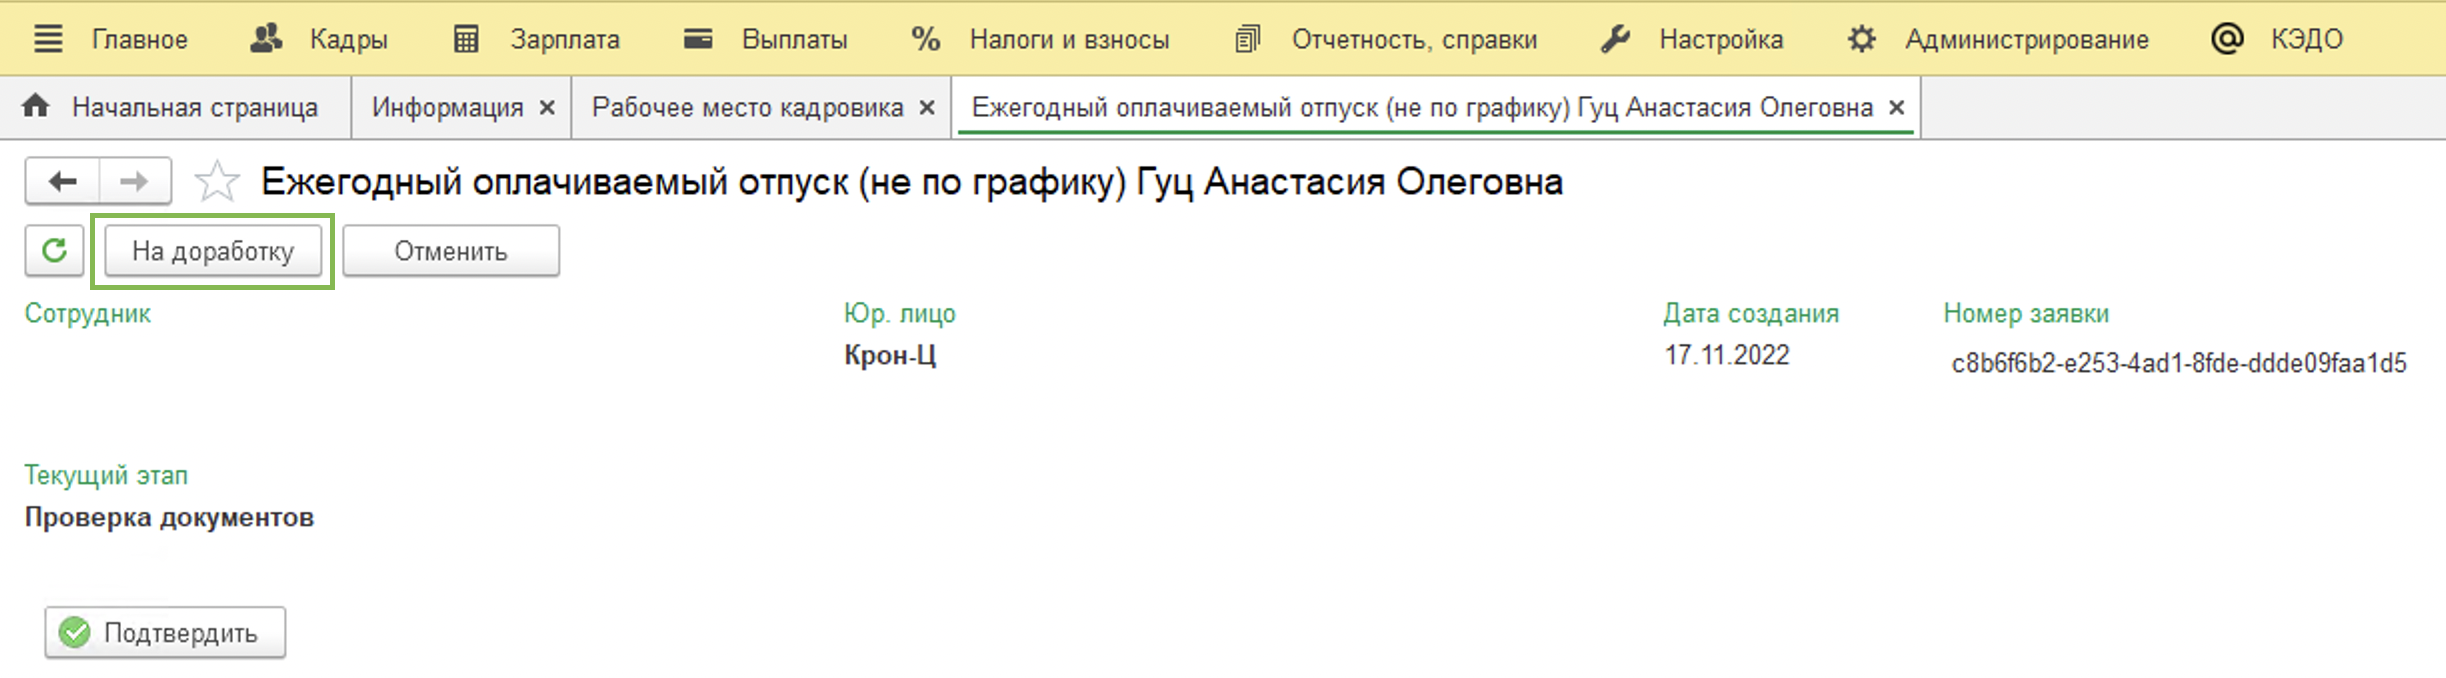 Главное Кадры Зарплата Выплаты % Налоги и взносы Отчетность, справки Настройка Администрирование @ КЭДО
Начальная страница Информация × Рабочее место кадровика × Ежегодный оплачиваемый отпуск (не по графику) Гуц Анастасия Олеговна ×
Ежегодный оплачиваемый отпуск (не по графику) Гуц Анастасия Олеговна
На доработку Отменить
Сотрудник Юр. лицо Дата создания Номер заявки
Крон-Ц 17.11.2022 c8b6f6b2-e253-4ad1-8fde-ddde09faa1d5
Текущий этап
Проверка документов
Подтвердить